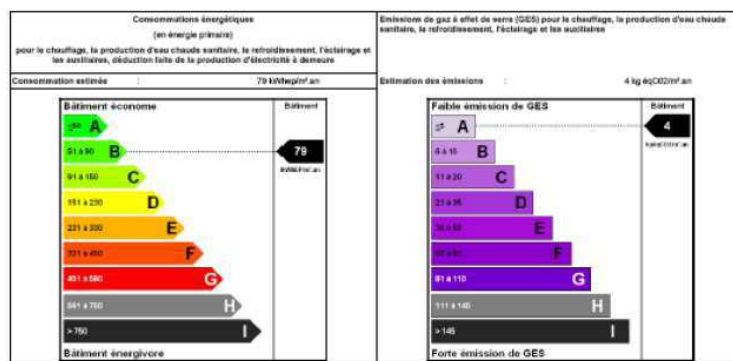 Consommations énergétiques
(en énergie primaire)
pour le chauffage, la production d'eau chaude sanitaire, le refroidissement, l'éclairage et
les auxiliaires, déduction faite de la production d'électricité à demeure
Consommation estimée : 79 kWhep/m².an
Bâtiment économe Bâtiment
A
51 à 90 B 79
91 à 150 C
151 à 230 D
231 à 330 E
331 à 450 F
451 à 590 G
591 à 750 H
> 750 I
Bâtiment énergivore
Emissions de gaz à effet de serre (GES) pour le chauffage, la production d'eau chaude
sanitaire, le refroidissement, l'éclairage et les auxiliaires
Estimation des émissions : 4 kg éqCO2/m².an
Faible émission de GES Bâtiment
A 4
6 à 10 B
11 à 20 C
21 à 35 D
E
F
81 à 110 G
111 à 145 H
> 145 I
Forte émission de GES